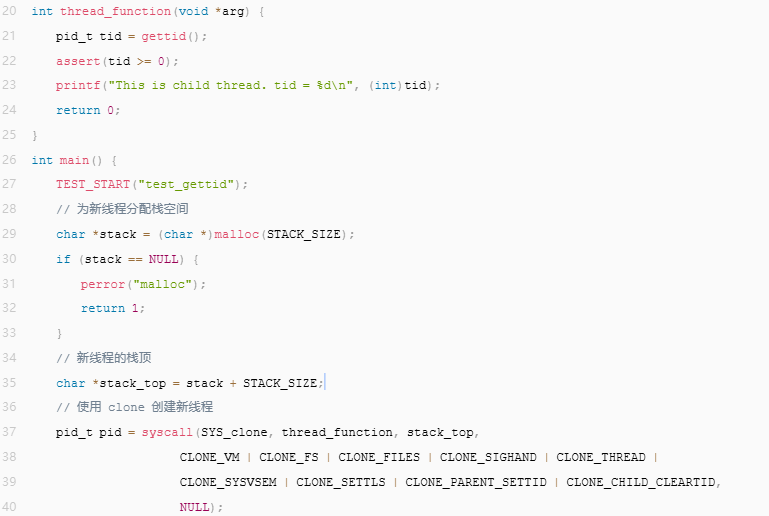 20 int thread_function(void *arg) {
21 pid_t tid = gettid();
22 assert(tid >= 0);
23 printf("This is child thread. tid = %d\n", (int)tid);
24 return 0;
25 }
26 int main() {
27 TEST_START("test_gettid");
28 // 为新线程分配栈空间
29 char *stack = (char *)malloc(STACK_SIZE);
30 if (stack == NULL) {
31 perror("malloc");
32 return 1;
33 }
34 // 新线程的栈顶
35 char *stack_top = stack + STACK_SIZE;
36 // 使用 clone 创建新线程
37 pid_t pid = syscall(SYS_clone, thread_function, stack_top,
38 CLONE_VM | CLONE_FS | CLONE_FILES | CLONE_SIGHAND | CLONE_THREAD |
39 CLONE_SYSVSEM | CLONE_SETTLS | CLONE_PARENT_SETTID | CLONE_CHILD_CLEARTID,
40 NULL);